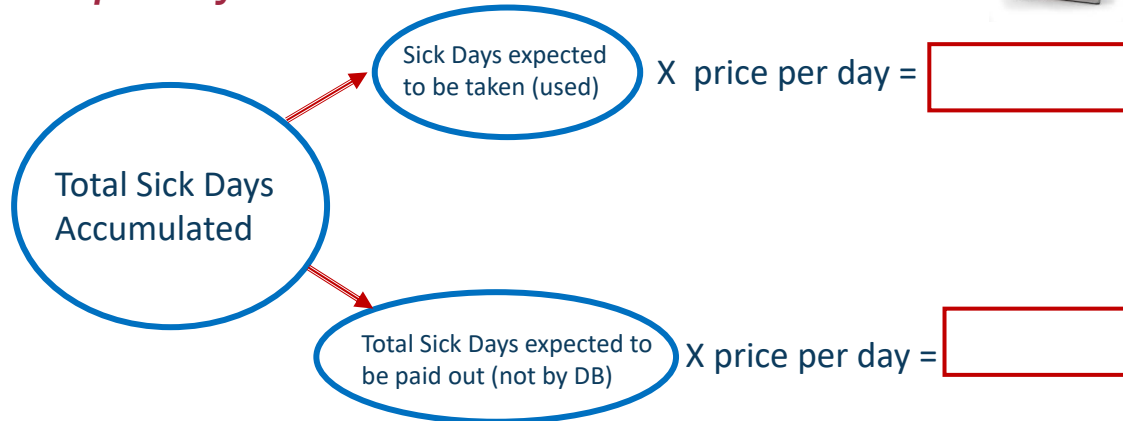 Sick Days expected
to be taken (used)
X price per day =
Total Sick Days
Accumulated
Total Sick Days expected to
be paid out (not by DB)
X price per day =